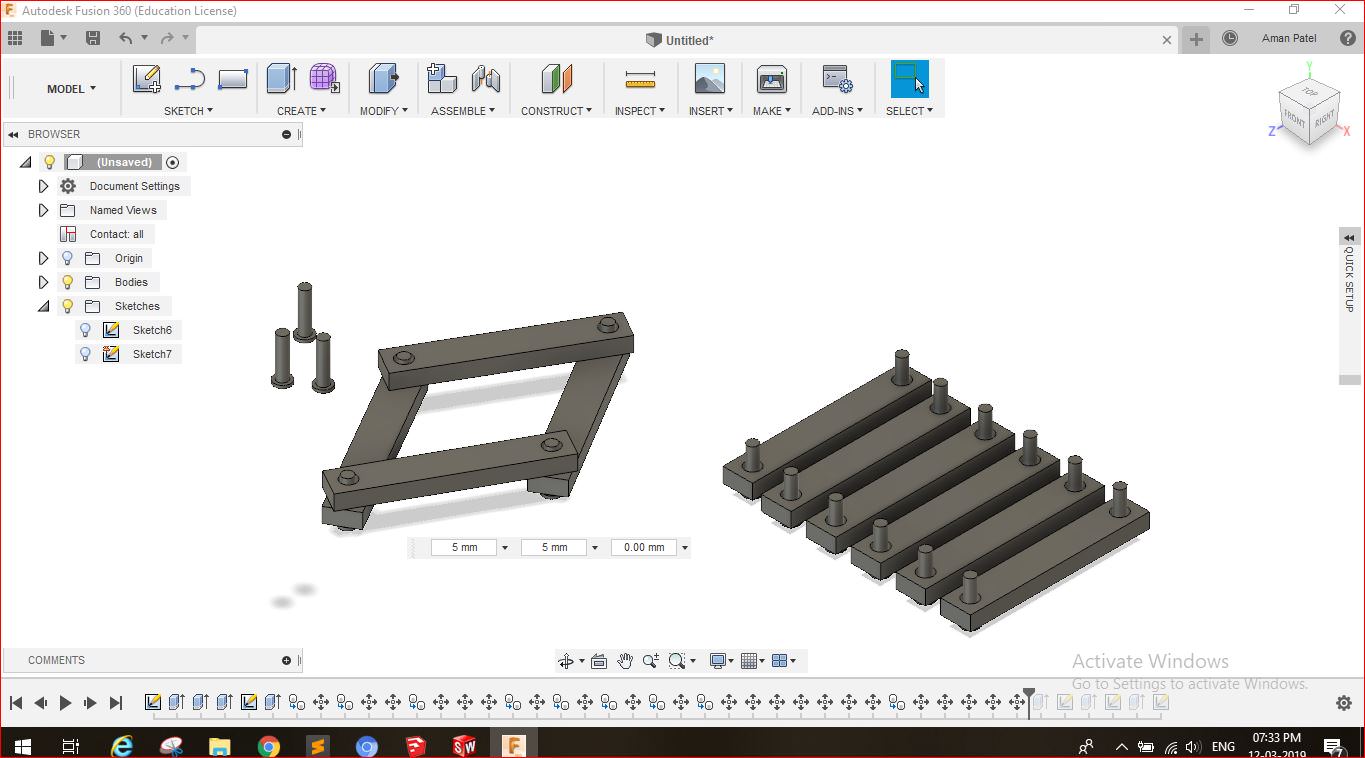 Autodesk Fusion 360 (Education License)
Untitled*
Aman Patel
MODEL
SKETCH
CREATE
MODIFY
ASSEMBLE
CONSTRUCT
INSPECT
INSERT
MAKE
ADD-INS
SELECT
TOP
FRONT
RIGHT
Y
Z
X
BROWSER
(Unsaved)
Document Settings
Named Views
Contact: all
Origin
Bodies
Sketches
Sketch6
Sketch7
QUICK SETUP
5 mm
5 mm
0.00 mm
COMMENTS
Activate Windows
Go to Settings to activate Windows.
ENG
07:33 PM
12-03-2019
7